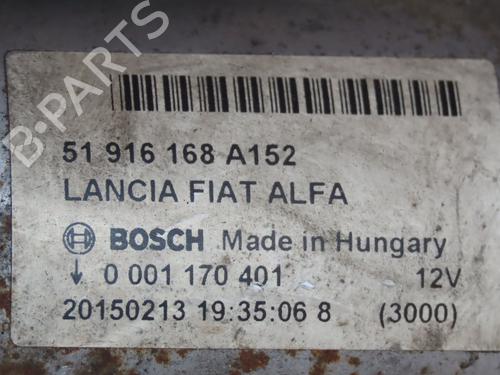 B-PARTS
51 916 168 A152
LANCIA FIAT ALFA
BOSCH Made in Hungary
0 001 170 401 12V
20150213 19:35:06 8 (3000)